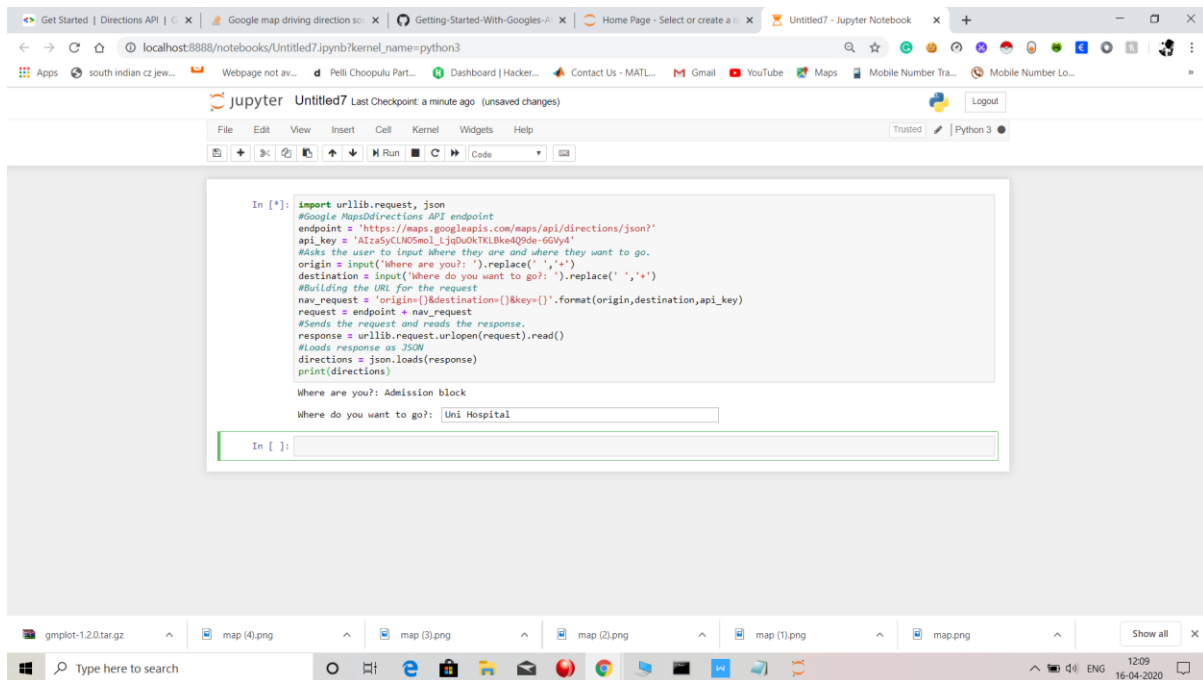 Get Started | Directions API | G
Google map driving direction so
Getting-Started-With-Googles-A
Home Page - Select or create a n
Untitled7 - Jupyter Notebook
localhost:8888/notebooks/Untitled7.ipynb?kernel_name=python3
Apps
south indian cz jew...
Webpage not av...
Pelli Choopulu Part...
Dashboard | Hacker...
Contact Us - MATL...
Gmail
YouTube
Maps
Mobile Number Tra...
Mobile Number Lo...
jupyter Untitled7 Last Checkpoint: a minute ago (unsaved changes)
Logout
File Edit View Insert Cell Kernel Widgets Help
Trusted
Python 3
Run
Code
In [*]: import urllib.request, json
#Google MapsDdirections API endpoint
endpoint = 'https://maps.googleapis.com/maps/api/directions/json?'
#Asks the user to input Where they are and where they want to go.
origin = input('Where are you?: ').replace(' ','+')
destination = input('Where do you want to go?: ').replace(' ','+')
#Building the URL for the request
nav_request = 'origin={}&destination={}&key={}'.format(origin,destination,api_key)
request = endpoint + nav_request
#Sends the request and reads the response.
response = urllib.request.urlopen(request).read()
#Loads response as JSON
directions = json.loads(response)
print(directions)
Where are you?: Admission block
Where do you want to go?: Uni Hospital
In [ ]:
gmplot-1.2.0.tar.gz
map (4).png
map (3).png
map (2).png
map (1).png
map.png
Show all
Type here to search
ENG
12:09
16-04-2020